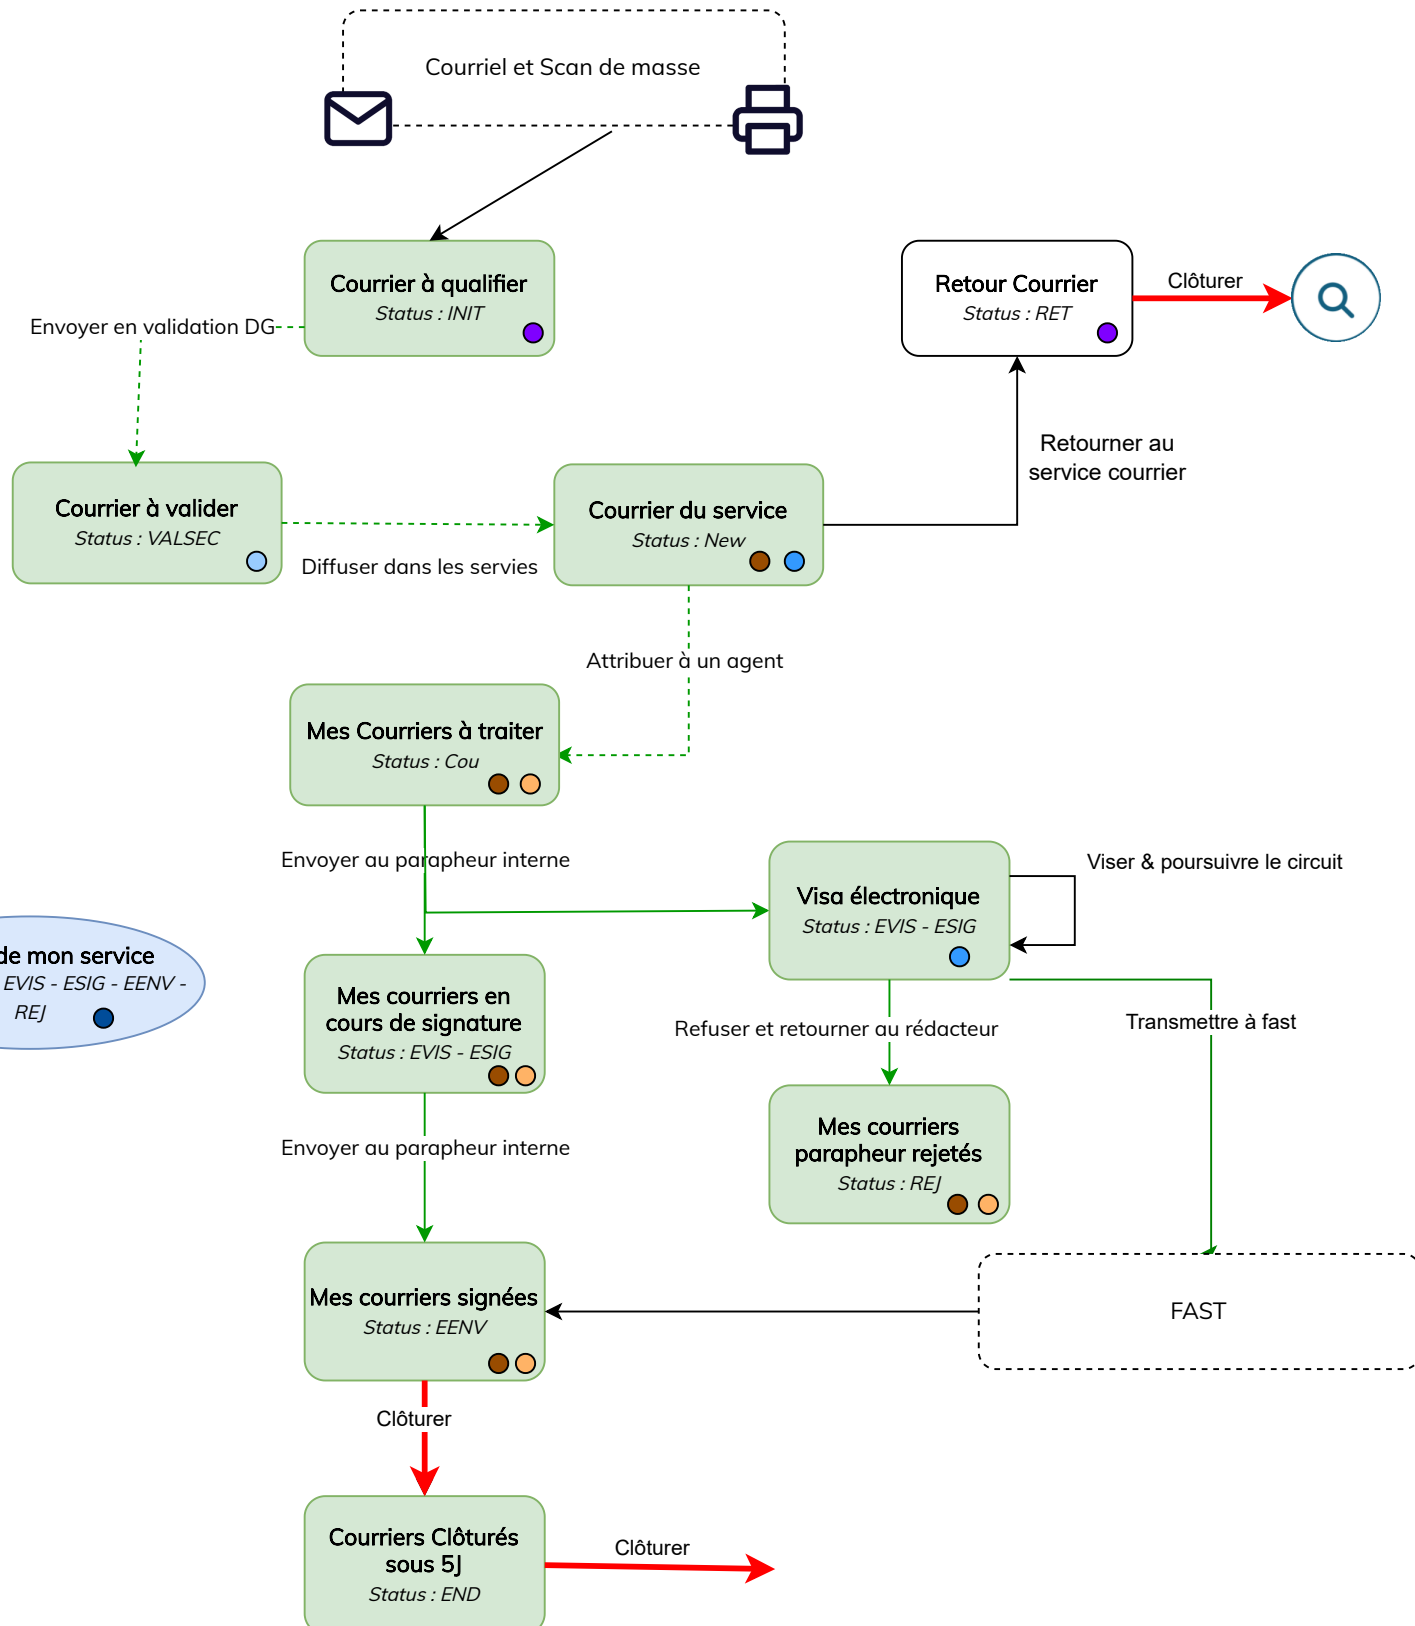 Courriel et Scan de masse
Courrier à qualifier
Status : INIT
Retour Courrier
Status : RET
Clôturer
Envoyer en validation DG
Retourner au
service courrier
Courrier à valider
Status : VALSEC
Diffuser dans les servies
Courrier du service
Status : New
Attribuer à un agent
Mes Courriers à traiter
Status : Cou
Envoyer au parapheur interne
Visa électronique
Status : EVIS - ESIG
Viser & poursuivre le circuit
de mon service
EVIS - ESIG - EENV -
REJ
Mes courriers en
cours de signature
Status : EVIS - ESIG
Refuser et retourner au rédacteur
Transmettre à fast
Envoyer au parapheur interne
Mes courriers
parapheur rejetés
Status : REJ
Mes courriers signées
Status : EENV
FAST
Clôturer
Courriers Clôturés
sous 5J
Status : END
Clôturer